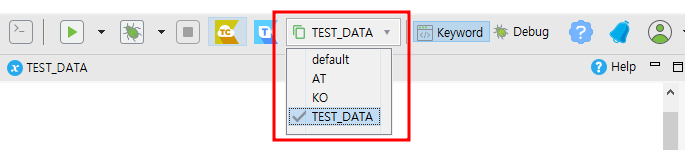 TC
T
TEST_DATA
Keyword
Debug
TEST_DATA
Help
default
AT
KO
TEST_DATA